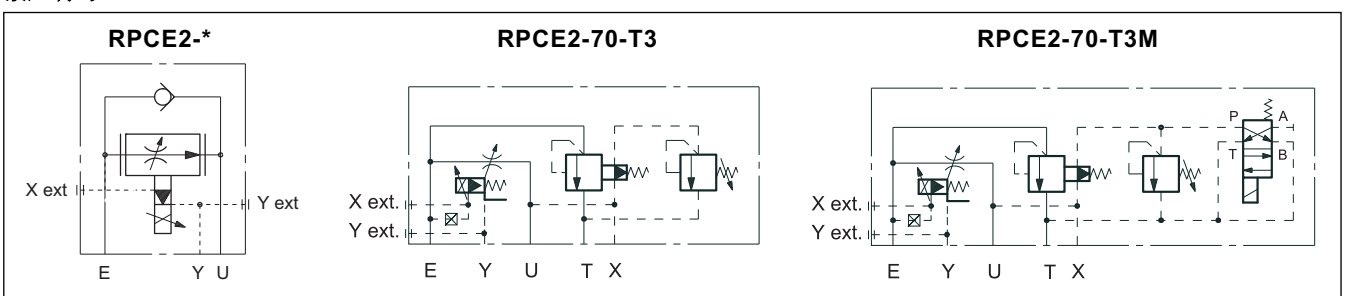 RPCE2-*
X ext
Y ext
E Y U
RPCE2-70-T3
X ext.
Y ext.
E Y U T X
RPCE2-70-T3M
P A
T B
X ext.
Y ext.
E Y U T X